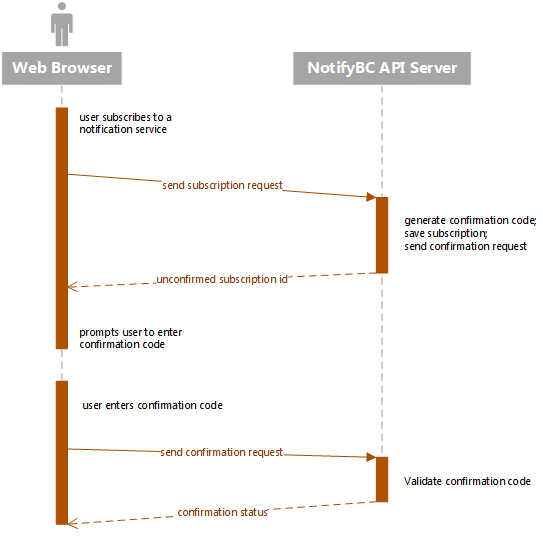 Web Browser
NotifyBC API Server
user subscribes to a
notification service
send subscription request
generate confirmation code;
save subscription;
send confirmation request
unconfirmed subscription id
prompts user to enter
confirmation code
user enters confirmation code
send confirmation request
Validate confirmation code
confirmation status